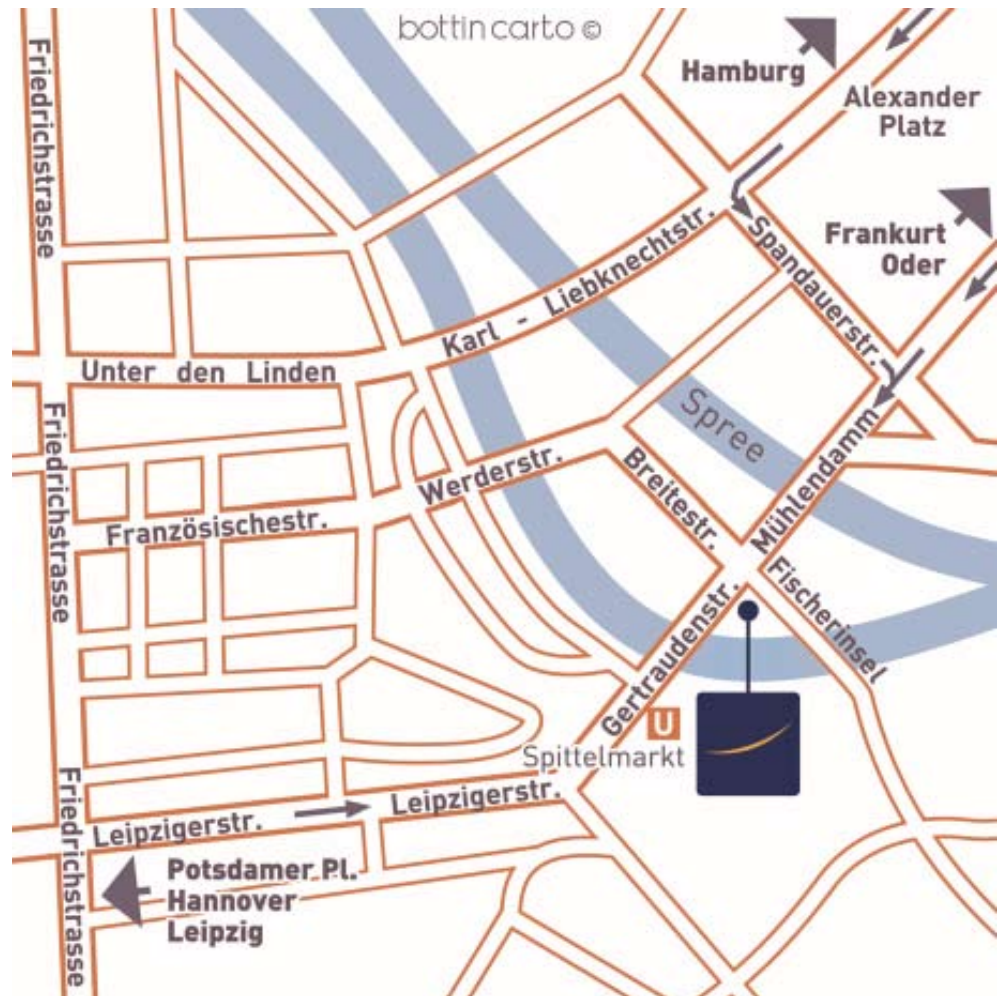 bottin carto ©
Friedrichstrasse
Hamburg
Alexander
Platz
Frankurt
Oder
Spandauerstr.
Karl - Liebknechtstr.
Unter den Linden
Friedrichstrasse
Spree
Mühlendamm
Werderstr.
Breitestr.
Französischestr.
Fischerinsel
Gertraudenstr.
U
Spittelmarkt
Friedrichstrasse
Leipzigerstr.
Leipzigerstr.
Potsdamer Pl.
Hannover
Leipzig